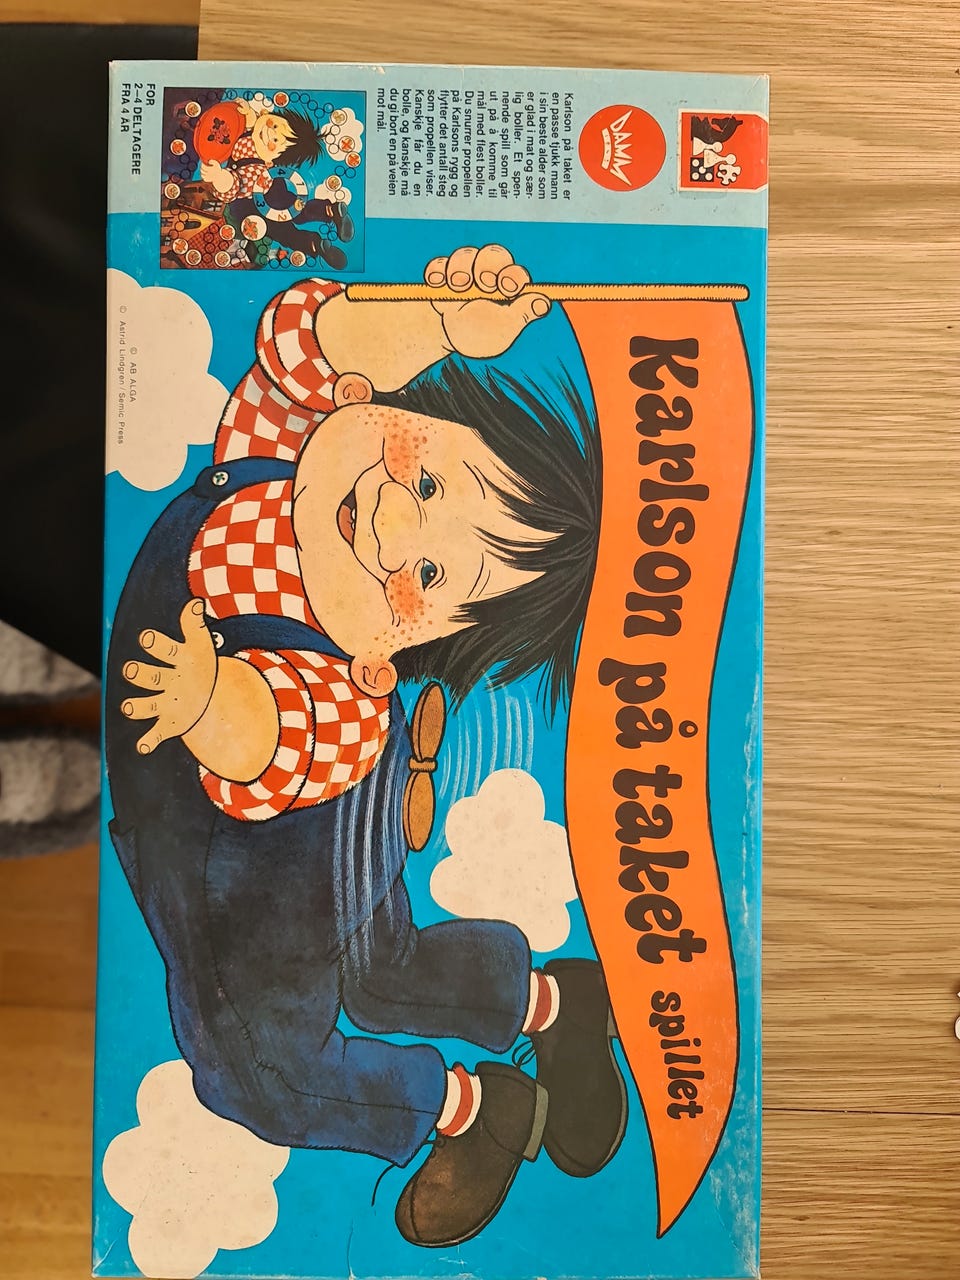 Karlson på taket spillet
DAMM
Karlson på taket er
en passe tjukk mann
i sin beste alder som
er glad i mat og sær-
lig boller. Et spen-
nende spill som går
ut på å komme til
mål med flest boller.
Du snurrer propellen
på Karlsons rygg og
flytter det antall steg
som propellen viser.
Kanskje får du en
bolle, og kanskje må
du gi bort en på veien
mot mål.
1
2
3
4
FOR
2–4 DELTAGERE
FRA 4 ÅR
© AB ALGA
© Astrid Lindgren / Semic Press